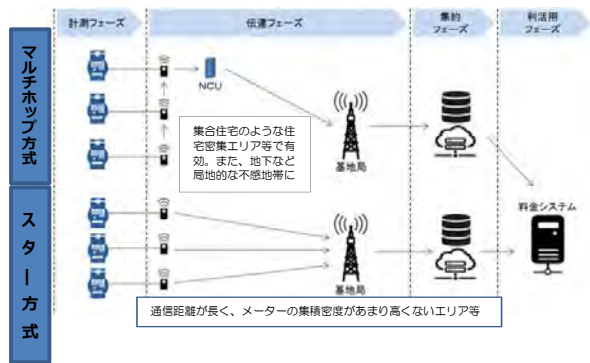 計測フェーズ
伝達フェーズ
集約
フェーズ
利活用
フェーズ
マルチホップ方式
NCU
集合住宅のような住
宅密集エリア等で有
効。また、地下など
局地的な不感地帯に
基地局
料金システム
スター方式
基地局
通信距離が長く、メーターの集積密度があまり高くないエリア等